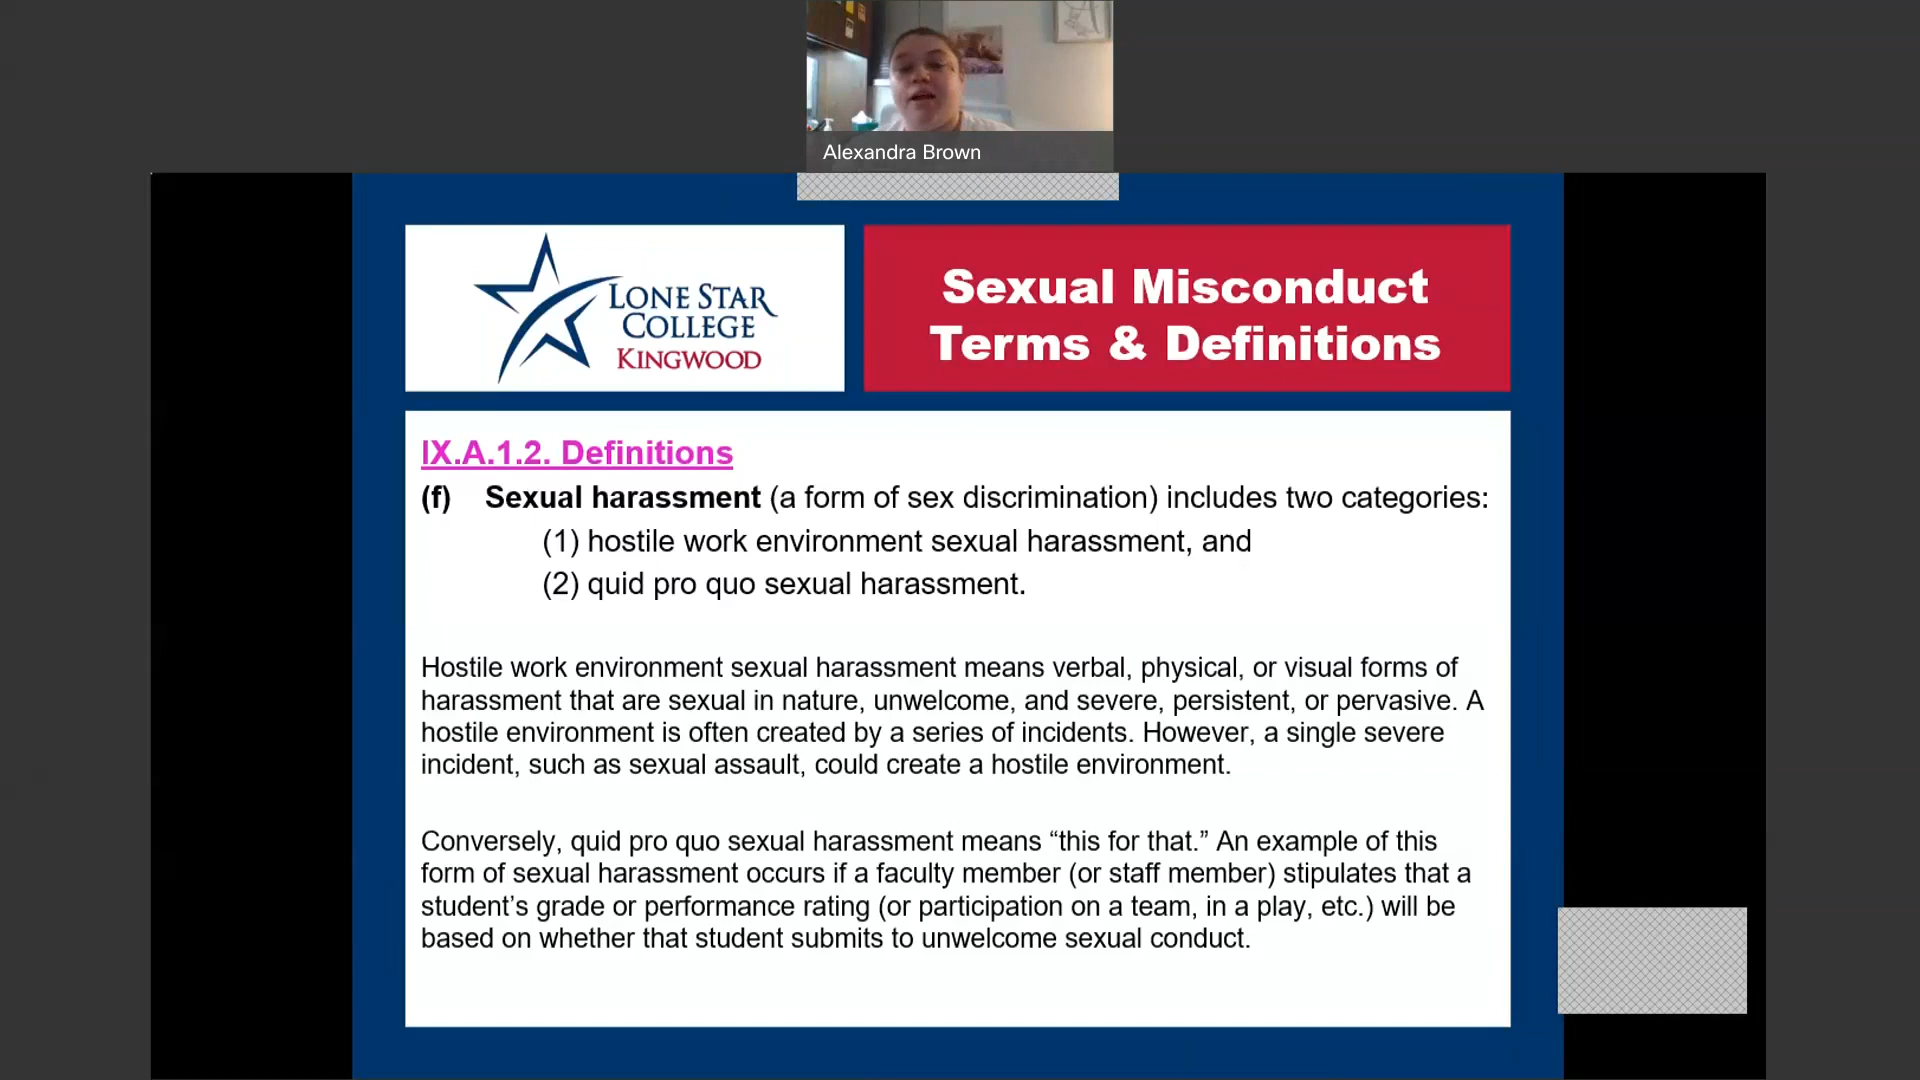 Alexandra Brown
LONE STAR
COLLEGE
KINGWOOD
Sexual Misconduct
Terms & Definitions
IX.A.1.2. Definitions
(f) Sexual harassment (a form of sex discrimination) includes two categories:
(1) hostile work environment sexual harassment, and
(2) quid pro quo sexual harassment.
Hostile work environment sexual harassment means verbal, physical, or visual forms of
harassment that are sexual in nature, unwelcome, and severe, persistent, or pervasive. A
hostile environment is often created by a series of incidents. However, a single severe
incident, such as sexual assault, could create a hostile environment.
Conversely, quid pro quo sexual harassment means “this for that.” An example of this
form of sexual harassment occurs if a faculty member (or staff member) stipulates that a
student’s grade or performance rating (or participation on a team, in a play, etc.) will be
based on whether that student submits to unwelcome sexual conduct.